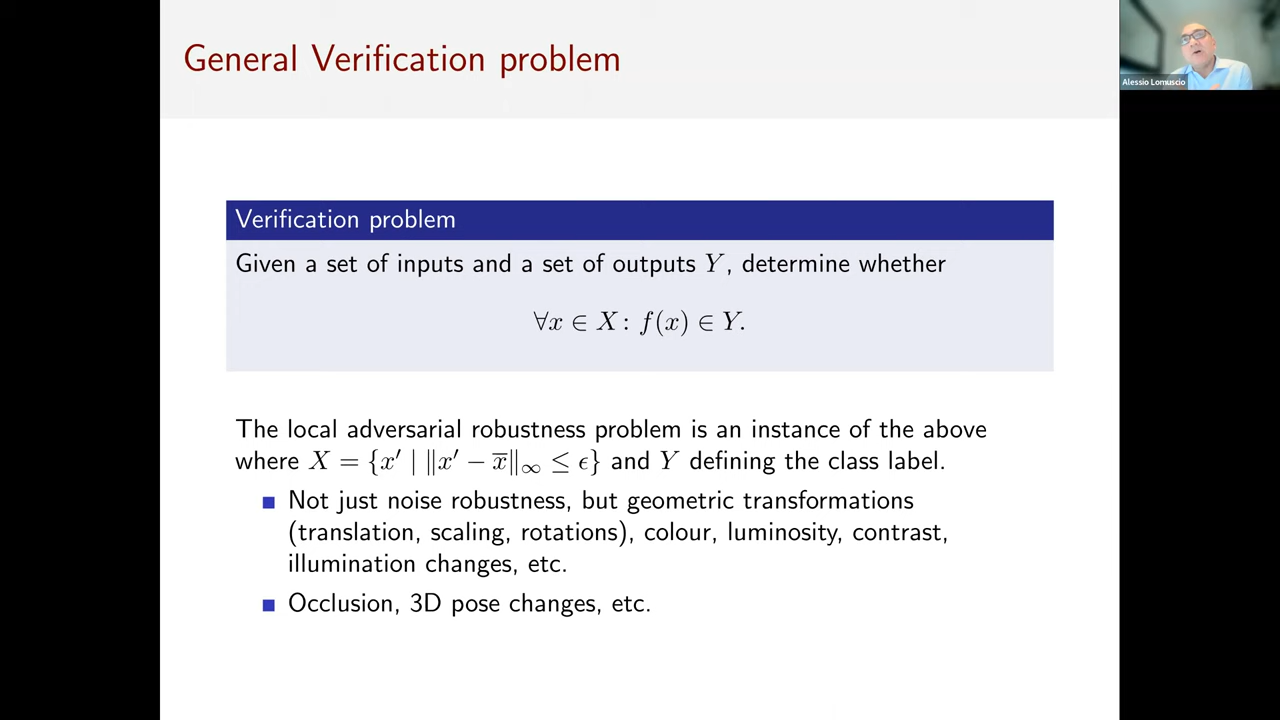 General Verification problem
Alessio Lomuscio
Verification problem
Given a set of inputs and a set of outputs Y, determine whether
∀x ∈ X : f(x) ∈ Y.
The local adversarial robustness problem is an instance of the above
where X = {x′ | ‖x′ − x̅‖∞ ≤ ϵ} and Y defining the class label.
Not just noise robustness, but geometric transformations
(translation, scaling, rotations), colour, luminosity, contrast,
illumination changes, etc.
Occlusion, 3D pose changes, etc.